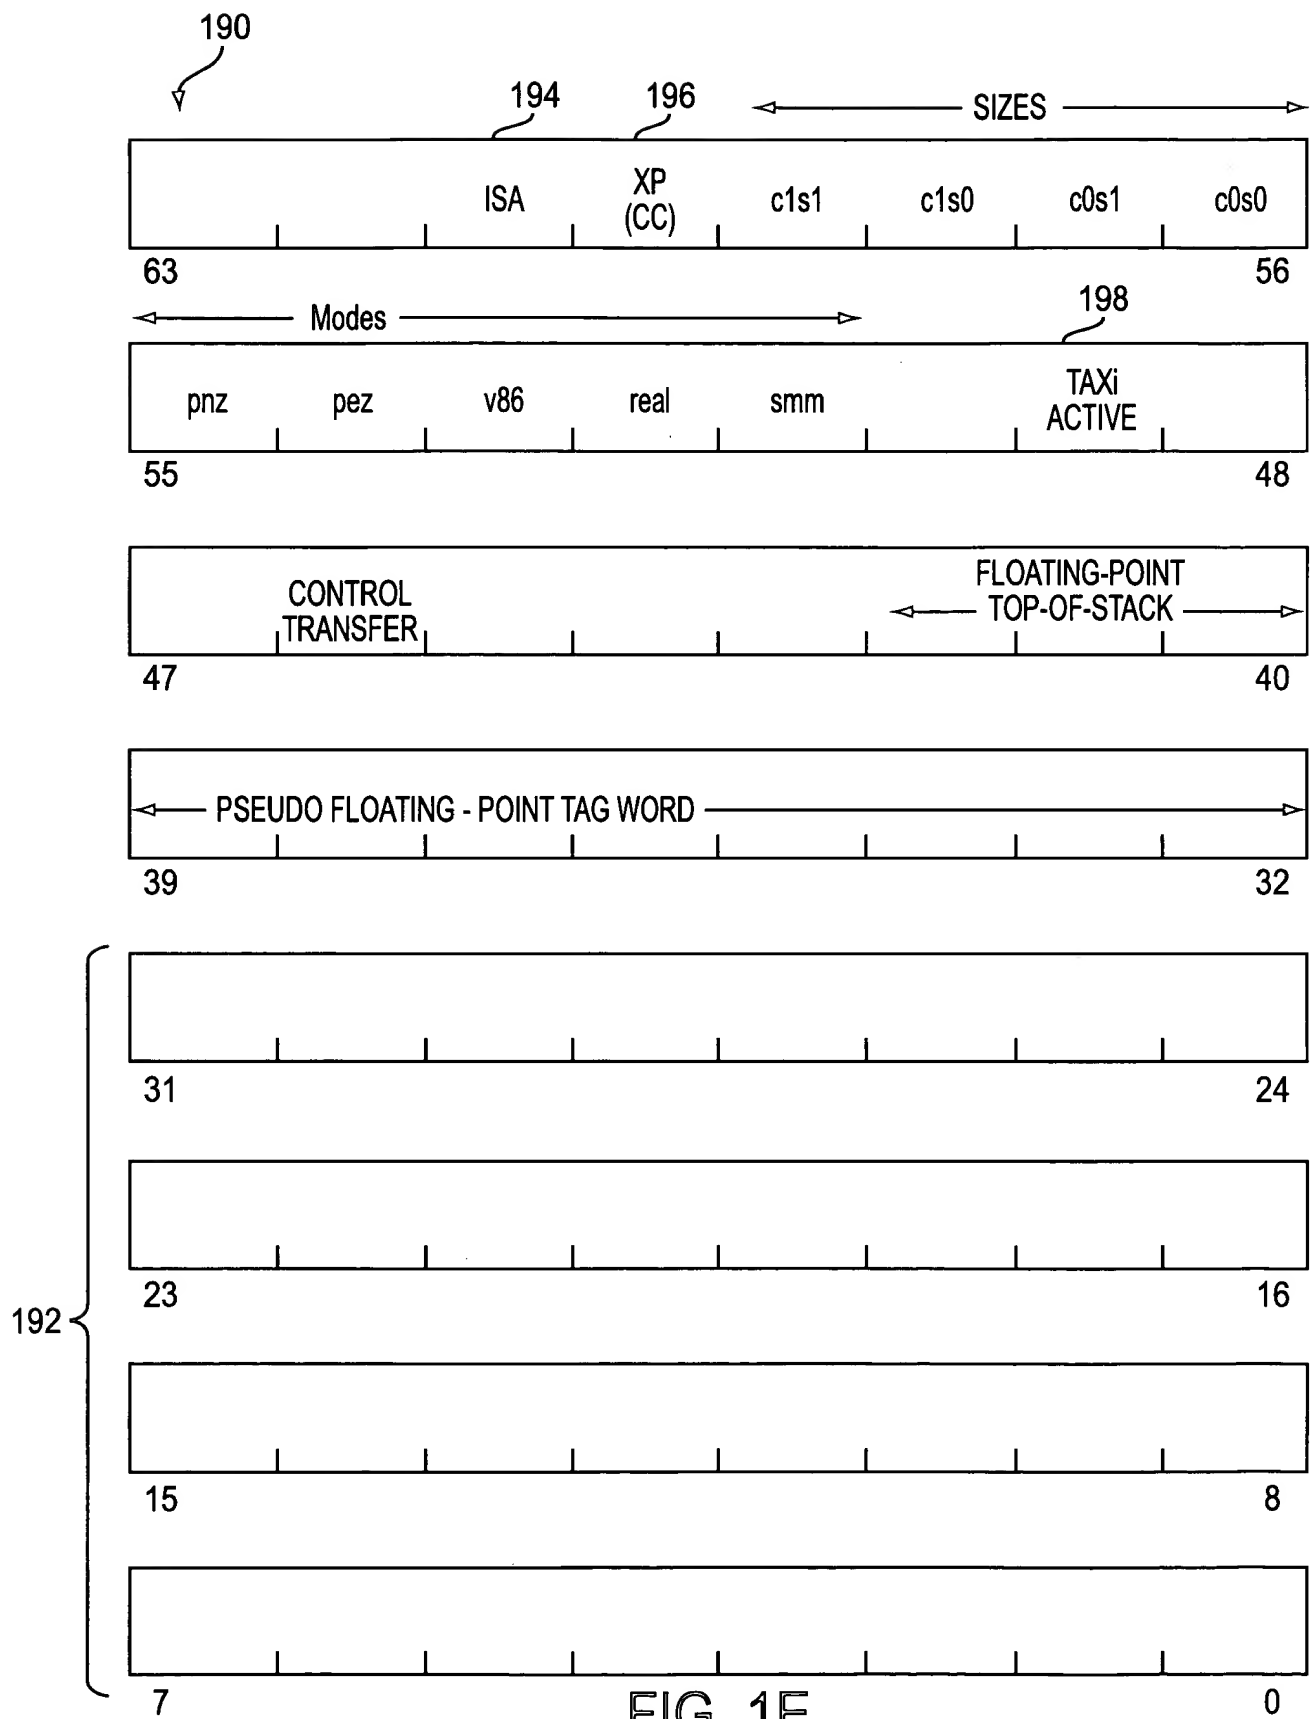 190
194
196
SIZES
ISA
XP
(CC)
c1s1
c1s0
c0s1
c0s0
63
56
Modes
198
pnz
pez
v86
real
smm
TAXi
ACTIVE
55
48
CONTROL
TRANSFER
FLOATING-POINT
TOP-OF-STACK
47
40
PSEUDO FLOATING - POINT TAG WORD
39
32
31
24
23
16
192
15
8
7
0